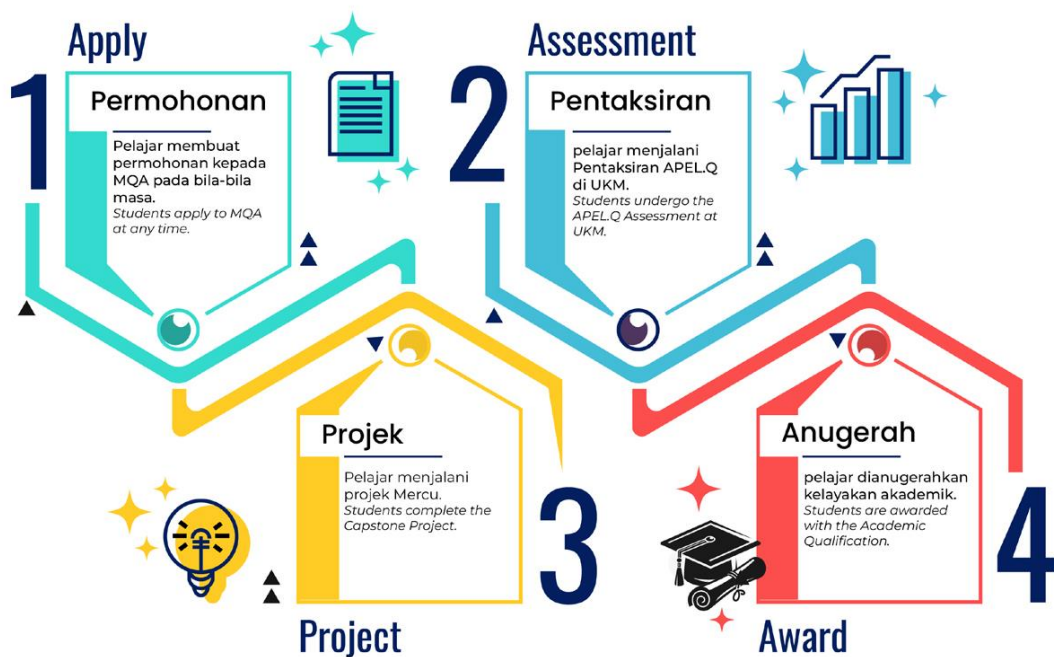 Apply
1
Permohonan
Pelajar membuat
permohonan kepada
MQA pada bila-bila
masa.
Students apply to MQA
at any time.
Assessment
2
Pentaksiran
pelajar menjalani
Pentaksiran APEL.Q
di UKM.
Students undergo the
APEL.Q Assessment at
UKM.
Projek
Pelajar menjalani
projek Mercu.
Students complete the
Capstone Project.
3
Project
Anugerah
pelajar dianugerahkan
kelayakan akademik.
Students are awarded
with the Academic
Qualification.
4
Award